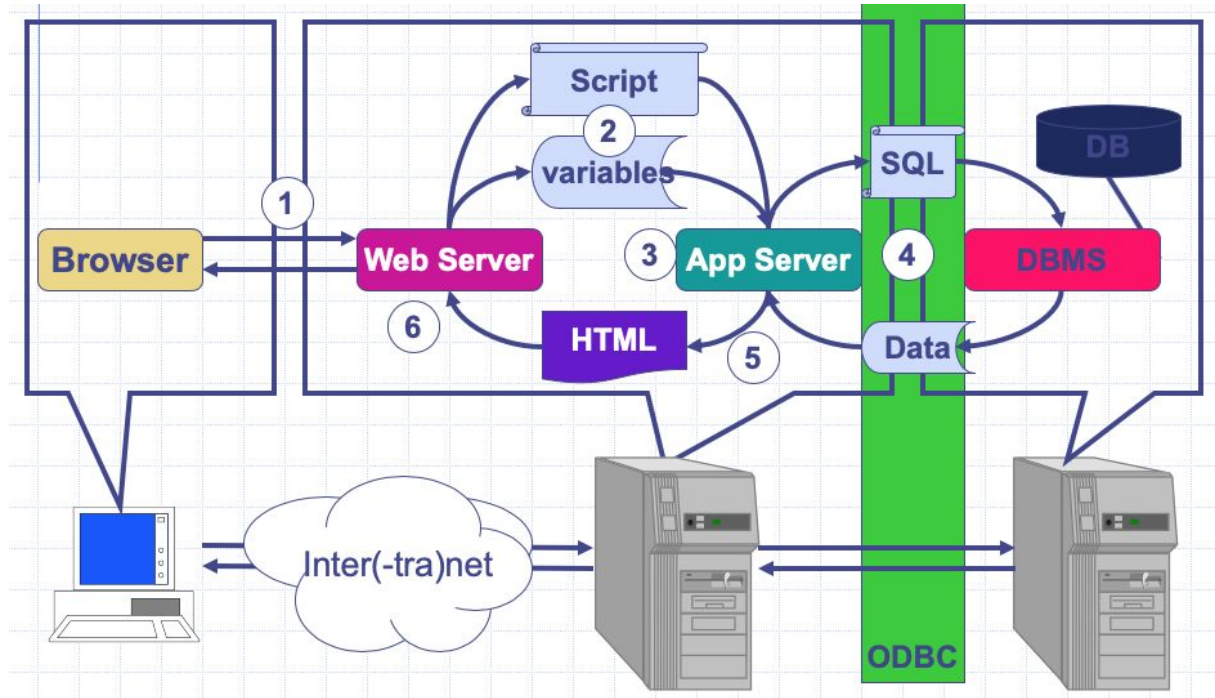 Script
2
variables
SQL
DB
1
Browser
Web Server
3
App Server
4
DBMS
6
HTML
5
Data
Inter(-tra)net
ODBC